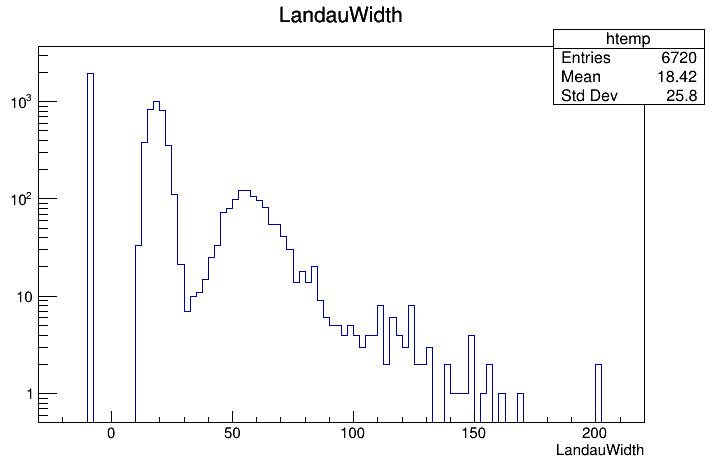 LandauWidth
htemp
Entries 6720
Mean 18.42
Std Dev 25.8
10³
10²
10
1
0 50 100 150 200
LandauWidth